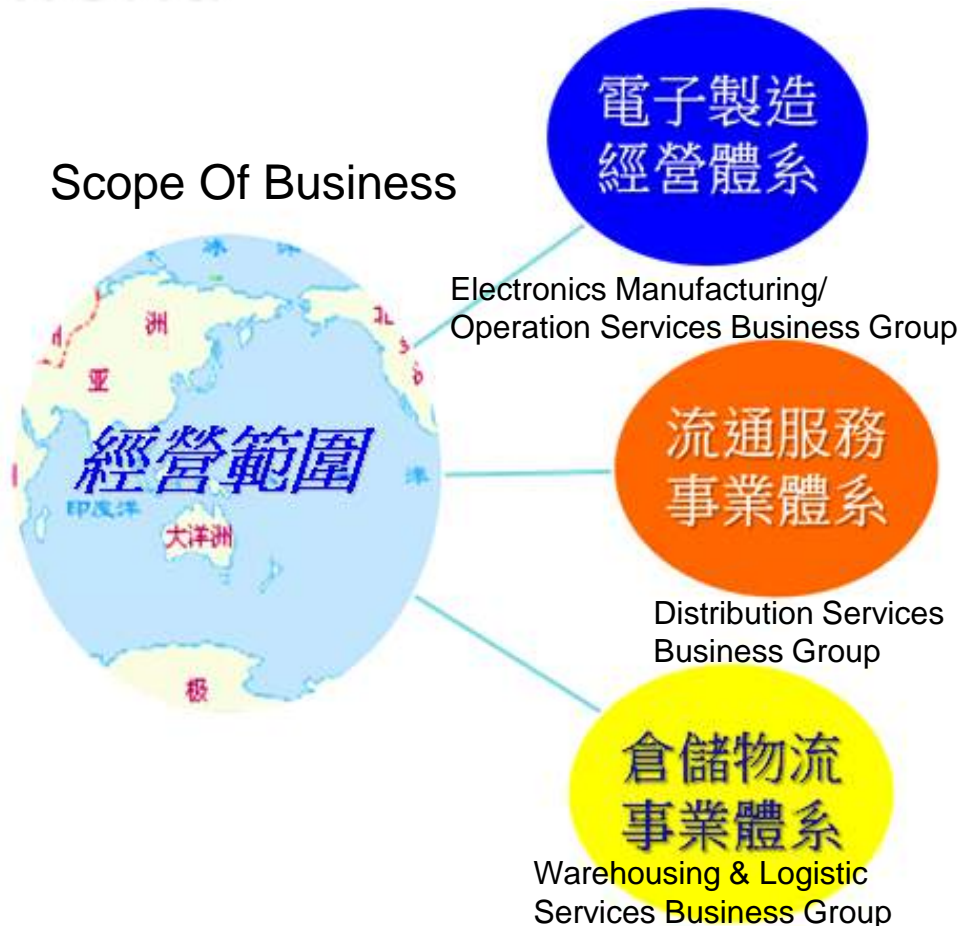 Scope Of Business
電子製造
經營體系
Electronics Manufacturing/
Operation Services Business Group
洲
亚
經營範圍
印度洋
洋
大洋洲
极
流通服務
事業體系
Distribution Services
Business Group
倉儲物流
事業體系
Warehousing & Logistic
Services Business Group